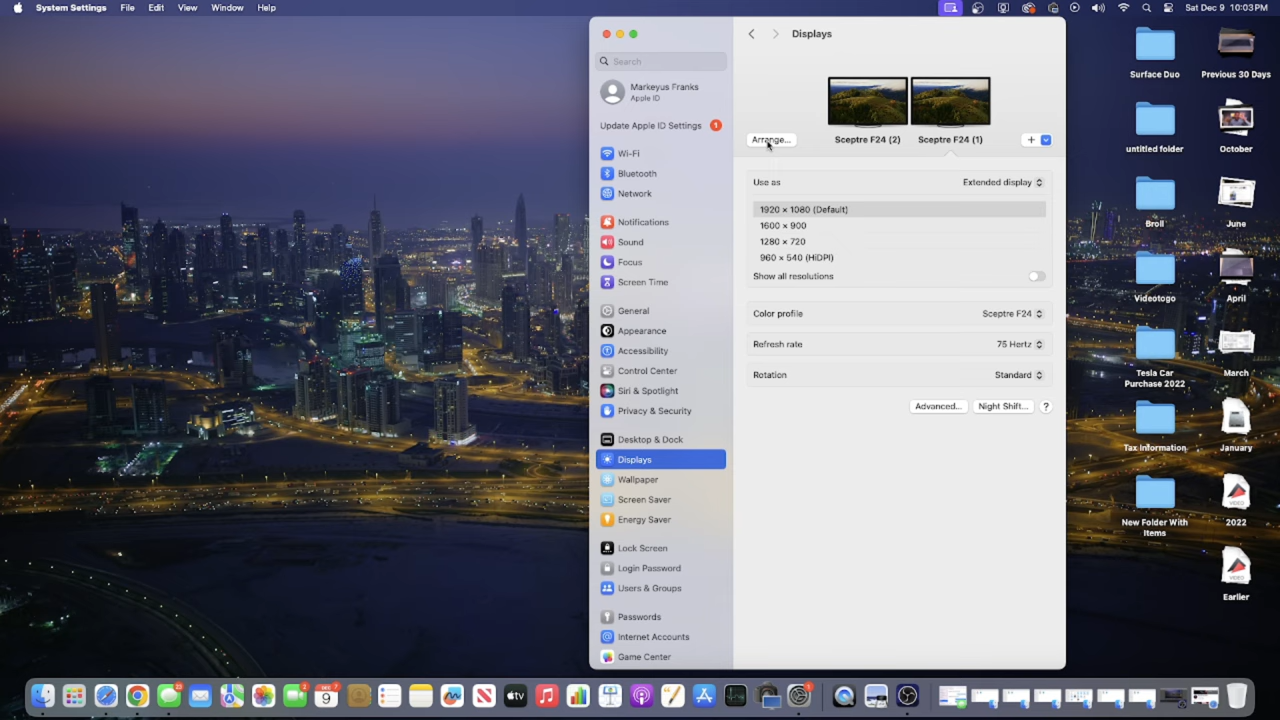 System Settings File Edit View Window Help
Sat Dec 9 10:03 PM
Displays
Search
Markeyus Franks
Apple ID
Update Apple ID Settings 1
Wi-Fi
Bluetooth
Network
Notifications
Sound
Focus
Screen Time
General
Appearance
Accessibility
Control Center
Siri & Spotlight
Privacy & Security
Desktop & Dock
Displays
Wallpaper
Screen Saver
Energy Saver
Lock Screen
Login Password
Users & Groups
Passwords
Internet Accounts
Game Center
Arrange...
Sceptre F24 (2)
Sceptre F24 (1)
+
Use as Extended display
1920 × 1080 (Default)
1600 × 900
1280 × 720
960 × 540 (HiDPI)
Show all resolutions
Color profile Sceptre F24
Refresh rate 75 Hertz
Rotation Standard
Advanced... Night Shift... ?
Surface Duo
Previous 30 Days
untitled folder
October
Broll
June
Videotogo
April
Tesla Car
Purchase 2022
March
Tax Information
January
New Folder With
Items
2022
Earlier